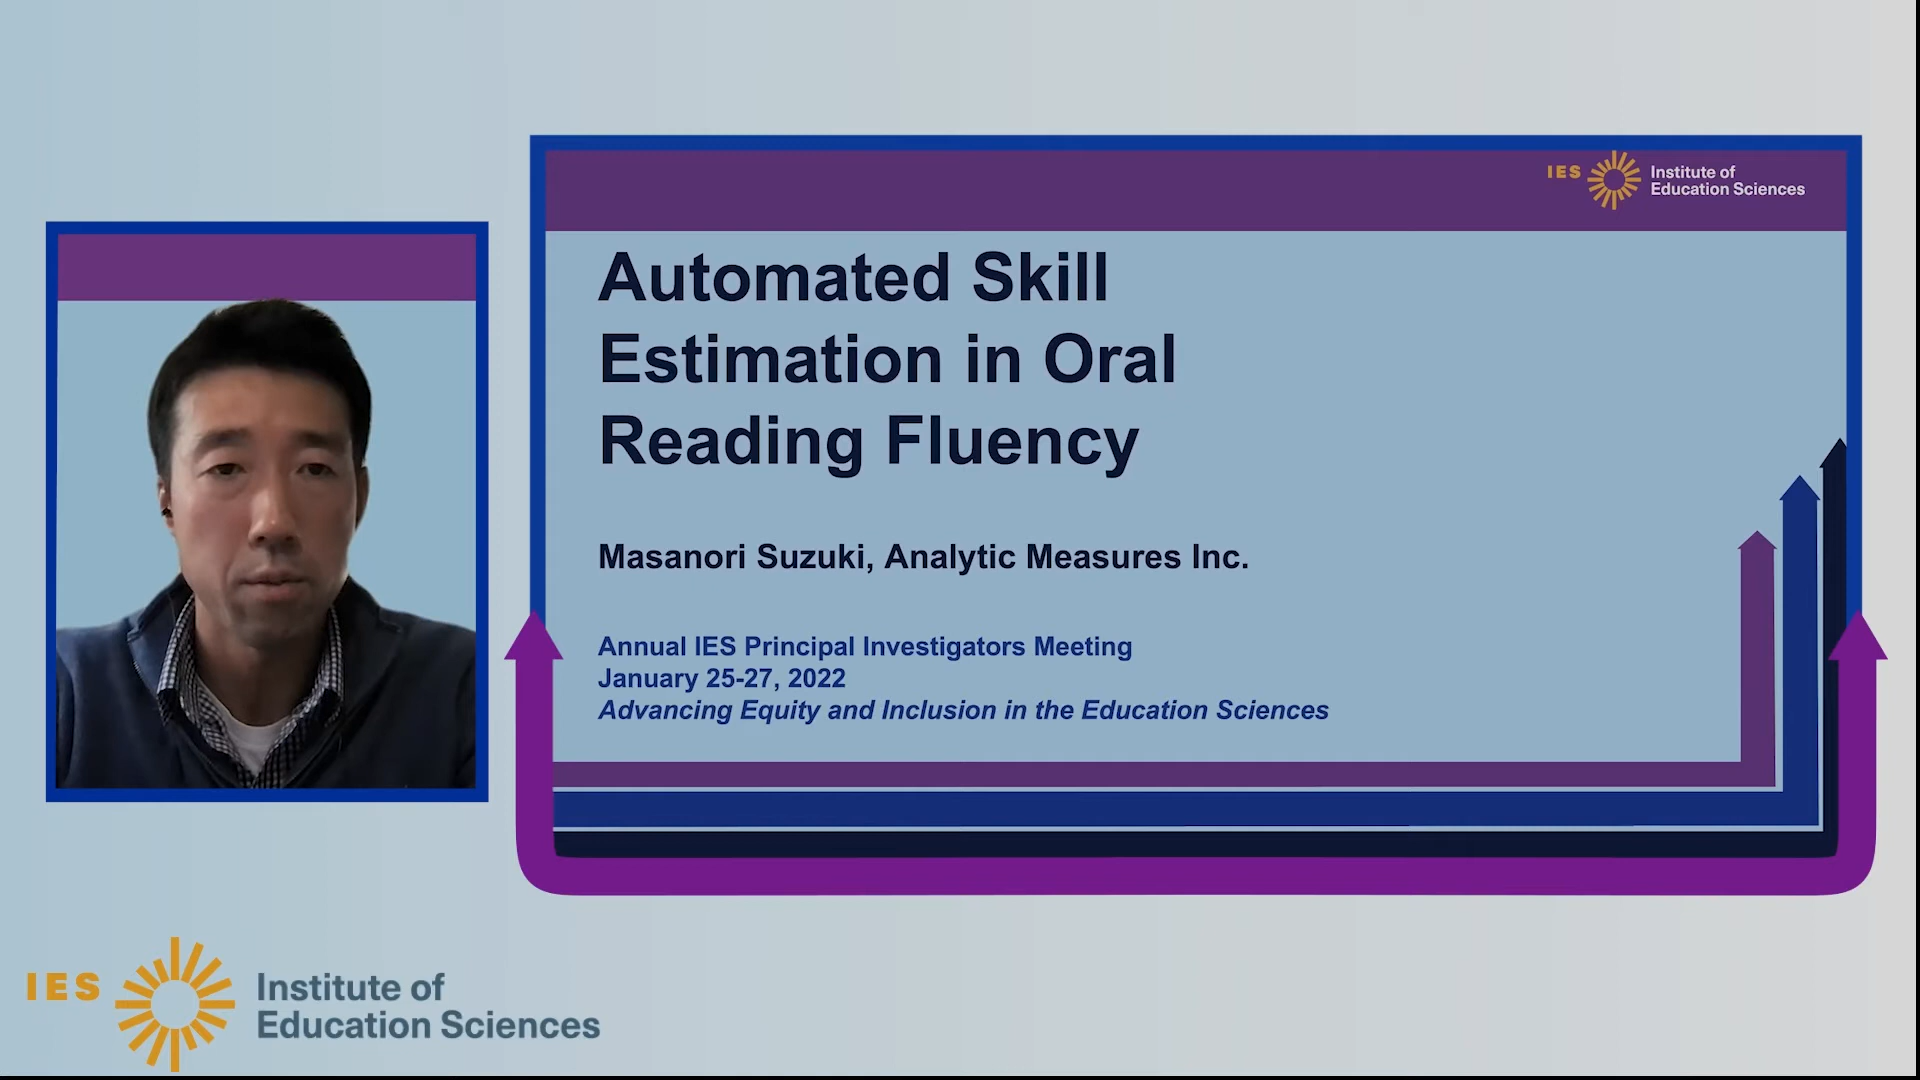 IES Institute of
Education Sciences
Automated Skill
Estimation in Oral
Reading Fluency
Masanori Suzuki, Analytic Measures Inc.
Annual IES Principal Investigators Meeting
January 25-27, 2022
Advancing Equity and Inclusion in the Education Sciences
IES Institute of
Education Sciences